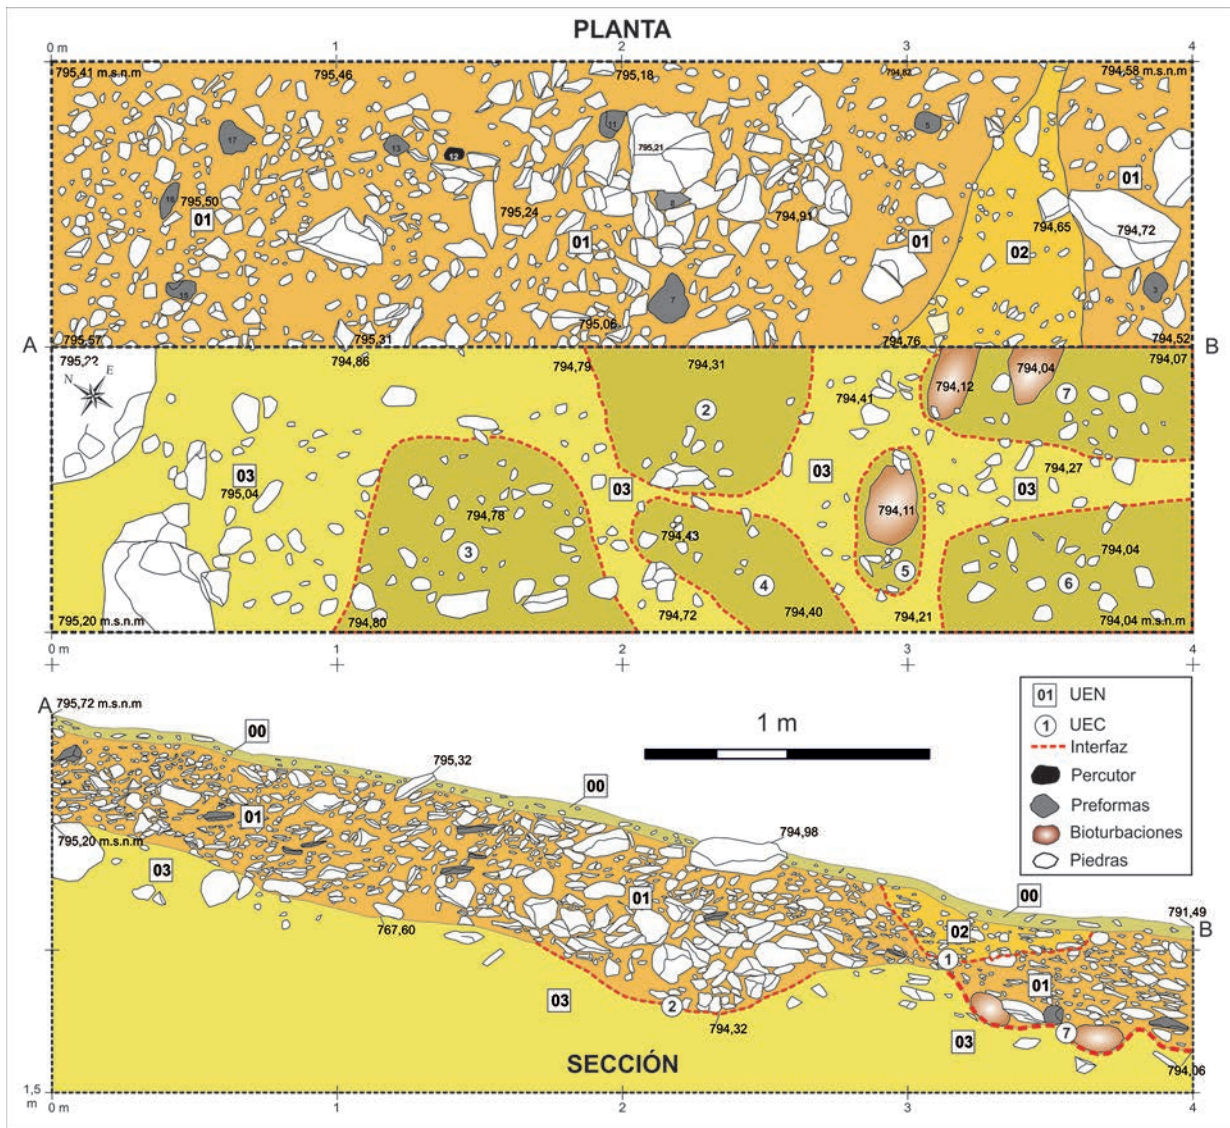 PLANTA
0 m 1 2 3 4
795,41 m.s.n.m 795,46 795,18 794,82 794,58 m.s.n.m
17 13 12 11 5
795,21
01
16 795,50 8
01 795,24 794,91 794,65 794,72
01 01 02
15 7 3
795,57 795,31 795,06 794,76 794,52
A B
794,86 794,79 794,31 794,12 794,04 794,07
N E
2 794,41 7
03 03 794,27
795,04 03 03
794,78 794,11
3 794,43 794,04
4 5 6
795,20 m.s.n.m 794,80 794,72 794,40 794,21 794,04 m.s.n.m
0 m 1 2 3 4
A 795,72 m.s.n.m
00
795,32
1 m
01 UEN
1 UEC
Interfaz
Percutor
Preformas
Bioturbaciones
Piedras
00
01 794,98
795,20 m.s.n.m
03
01 00 791,49
767,60 02 B
1
01
03 2
794,32 7
03
794,06
SECCIÓN
1,5
m 0 m 1 2 3 4